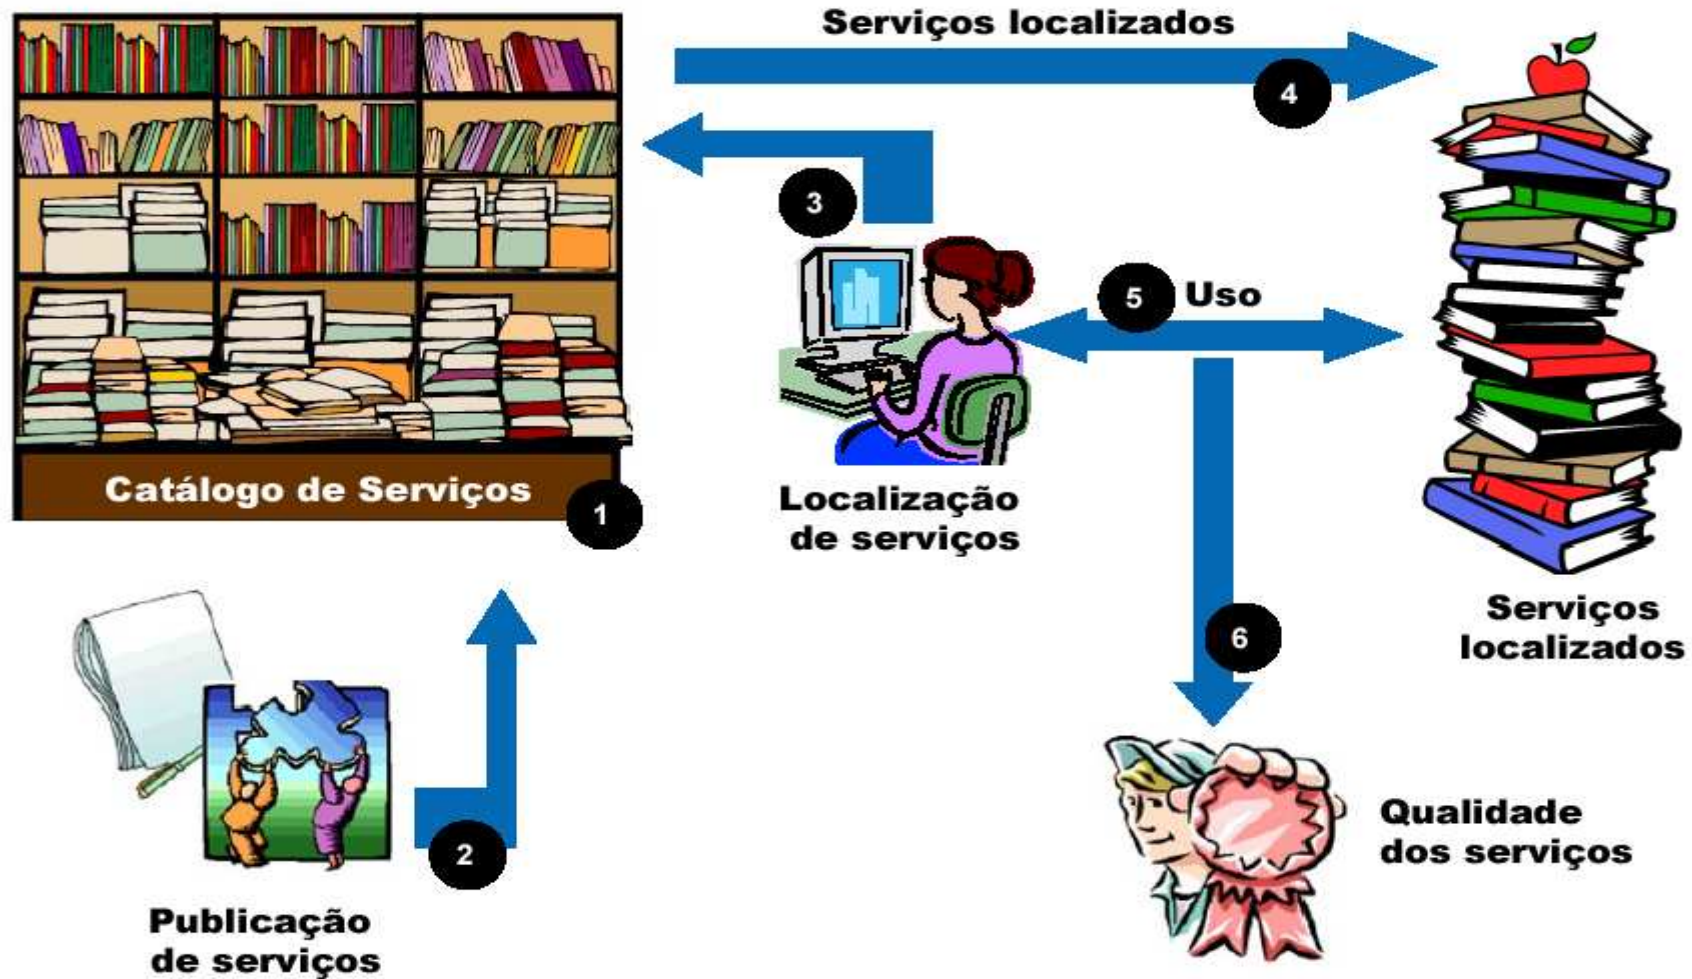 Serviços localizados
4
3
5
Uso
Catálogo de Serviços
1
Localização
de serviços
Serviços
localizados
6
2
Qualidade
dos serviços
Publicação
de serviços